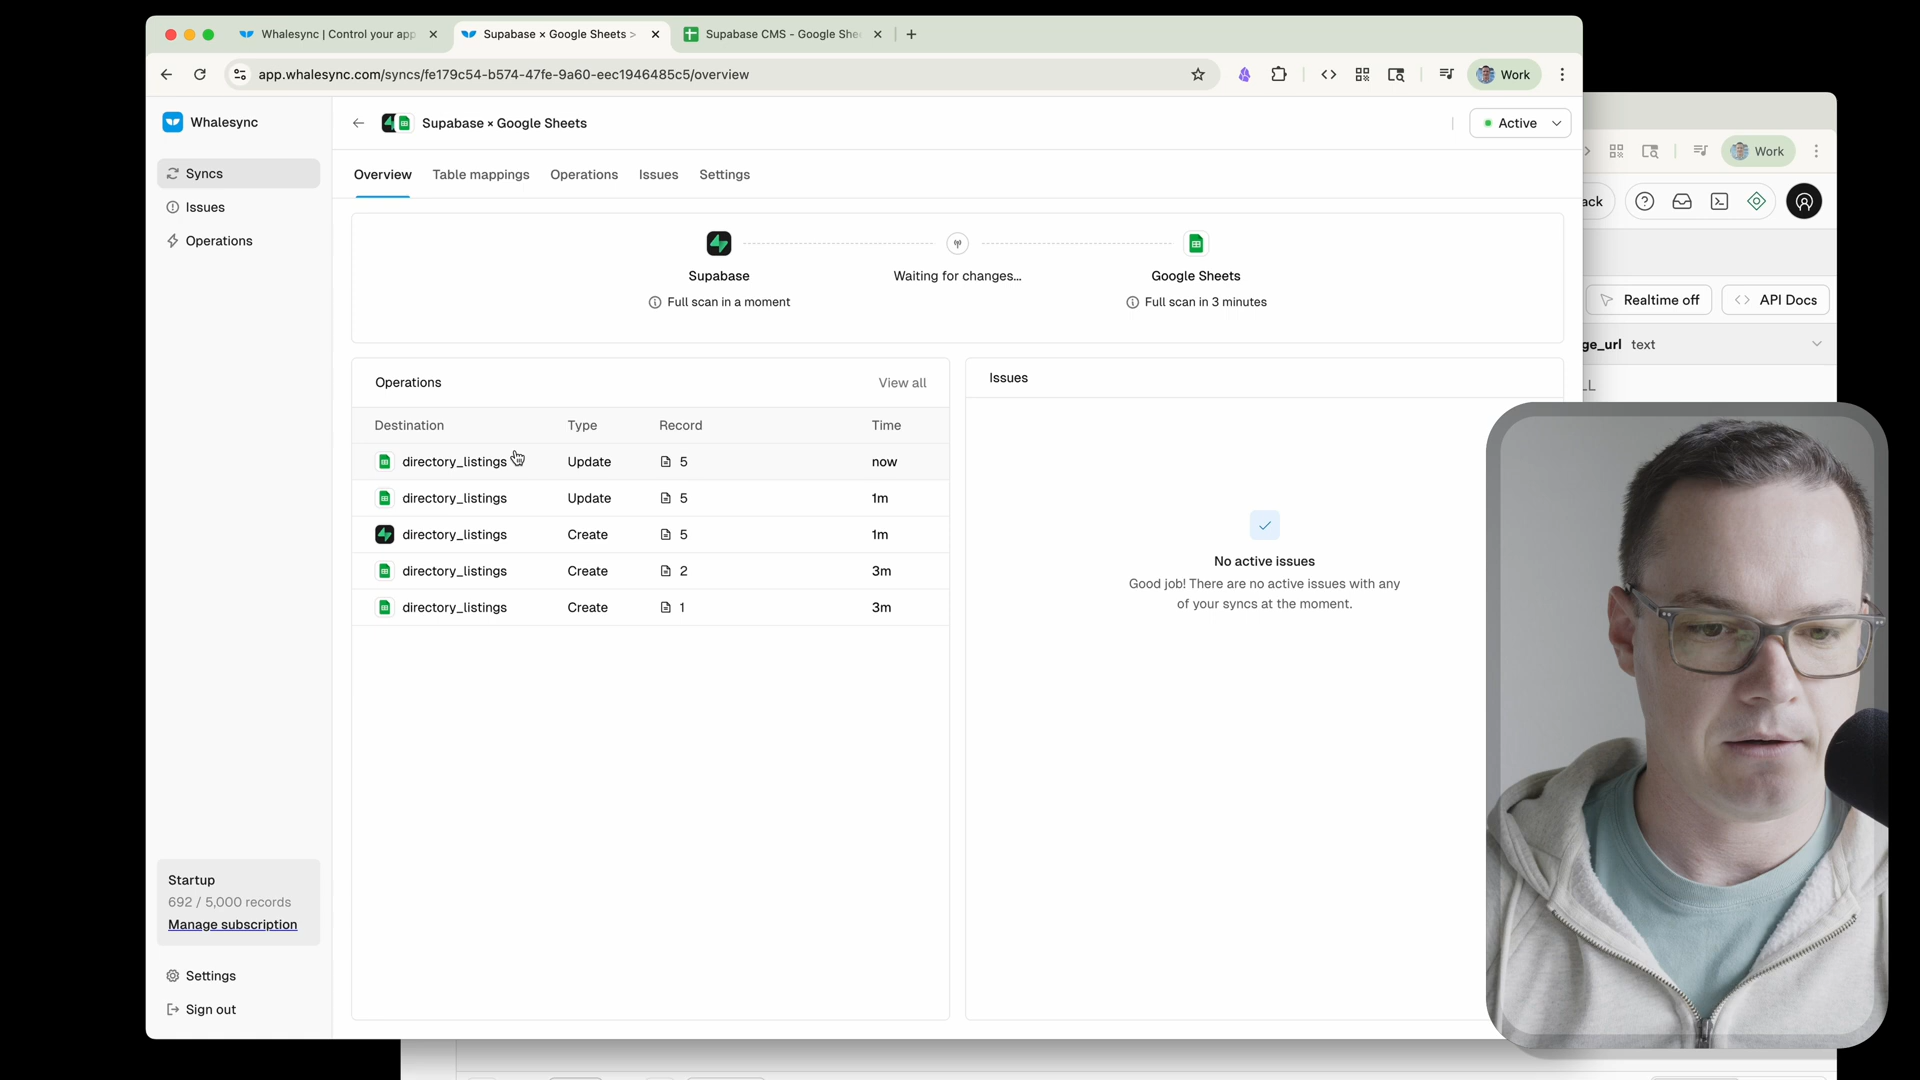 Whalesync | Control your app
Supabase × Google Sheets >
Supabase CMS - Google She
app.whalesync.com/syncs/fe179c54-b574-47fe-9a60-eec1946485c5/overview
Work
Whalesync
Supabase × Google Sheets
Active
Work
Syncs
Issues
Operations
Overview
Table mappings
Operations
Issues
Settings
ack
Supabase
Waiting for changes...
Google Sheets
Full scan in a moment
Full scan in 3 minutes
Realtime off
API Docs
ge_url text
LL
Operations
View all
Issues
Destination Type Record Time
directory_listings Update 5 now
directory_listings Update 5 1m
directory_listings Create 5 1m
directory_listings Create 2 3m
directory_listings Create 1 3m
No active issues
Good job! There are no active issues with any
of your syncs at the moment.
Startup
692 / 5,000 records
Manage subscription
Settings
Sign out